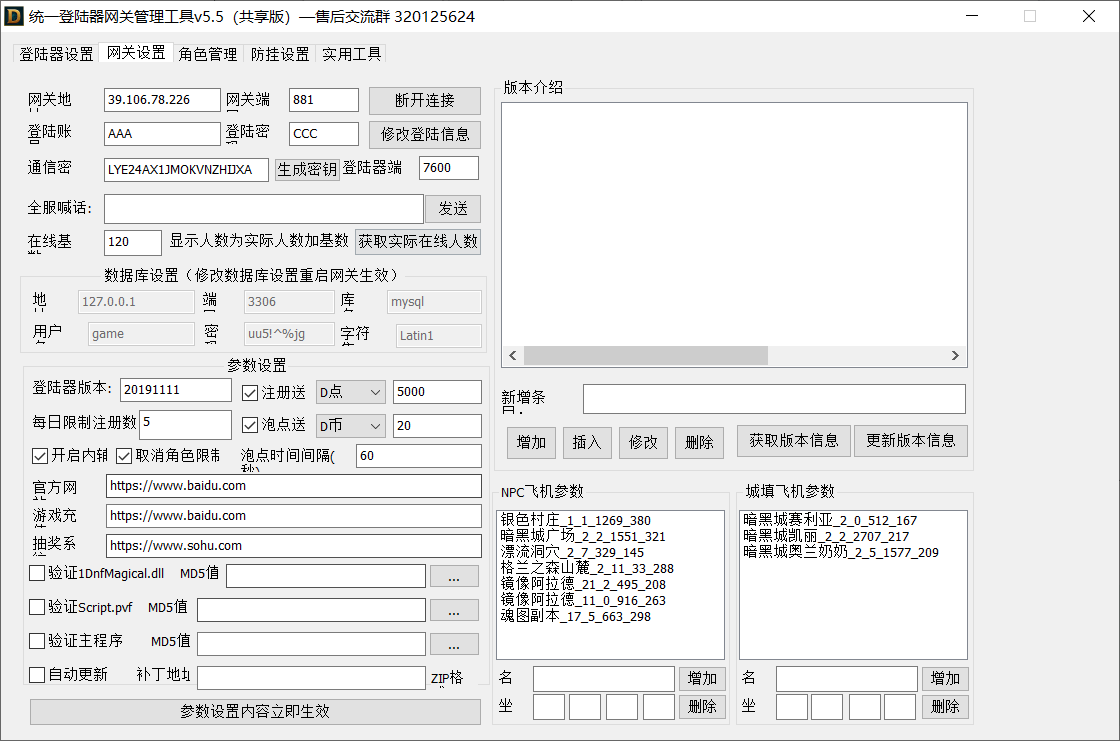 统一登陆器网关管理工具v5.5（共享版）—售后交流群 320125624
登陆器设置 网关设置 角色管理 防挂设置 实用工具
网关地 39.106.78.226 网关端 881 断开连接
登陆账 AAA 登陆密 CCC 修改登陆信息
通信密 LYE24AX1JMOKVNZHIJXA 生成密钥 登陆器端 7600
全服喊话: 发送
在线基 120 显示人数为实际人数加基数 获取实际在线人数
数据库设置（修改数据库设置重启网关生效）
地 127.0.0.1 端 3306 库 mysql
用户 game 密 uu5!^%jg 字符 Latin1
参数设置
登陆器版本: 20191111 注册送 D点 5000
每日限制注册数 5 泡点送 D币 20
开启内辅 取消角色限制 泡点时间间隔( 60
官方网 https://www.baidu.com
游戏充 https://www.baidu.com
抽奖系 https://www.sohu.com
验证1DnfMagical.dll MD5值 ...
验证Script.pvf MD5值 ...
验证主程序 MD5值 ...
自动更新 补丁地址 ZIP格
参数设置内容立即生效
版本介绍
新增条
增加 插入 修改 删除 获取版本信息 更新版本信息
NPC飞机参数
银色村庄_1_1_1269_380
暗黑城广场_2_2_1551_321
漂流洞穴_2_7_329_145
格兰之森山麓_2_11_33_288
镜像阿拉德_21_2_495_208
镜像阿拉德_11_0_916_263
魂图副本_17_5_663_298
名 增加
坐 删除
城填飞机参数
暗黑城赛利亚_2_0_512_167
暗黑城凯丽_2_2_2707_217
暗黑城奥兰奶奶_2_5_1577_209
名 增加
坐 删除